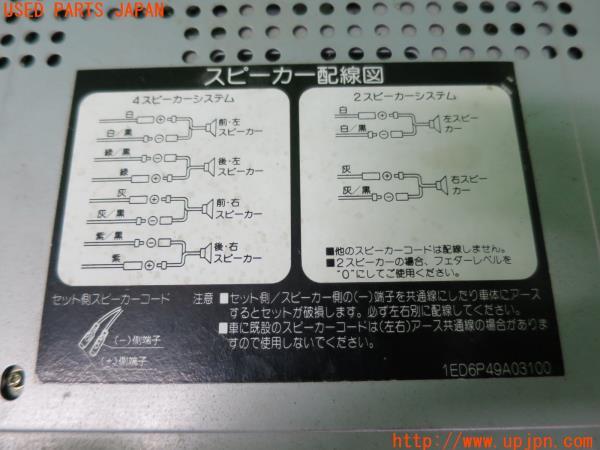 USED PARTS JAPAN
スピーカー配線図
4スピーカーシステム
白
白/黒
前・左
スピーカー
緑/黒
緑
後・左
スピーカー
灰
灰/黒
前・右
スピーカー
紫/黒
紫
後・右
スピーカー
2スピーカーシステム
白
白/黒
左スピー
カー
灰
灰/黒
右スピー
カー
■他のスピーカーコードは配線しません。
■2スピーカーの場合、フェダーレベルを
"0"にしてご使用ください。
セット側スピーカーコード
(−)側端子
(+)側端子
注意 ■セット側/スピーカー側の(−)端子を共通線にしたり車体にアース
するとセットが破損します。必ず左右別に配線してください。
■車に既設のスピーカーコードは(左右)アース共通線の場合がありま
すので使用しないでください。
1ED6P49A03100
http://www.upjpn.com/